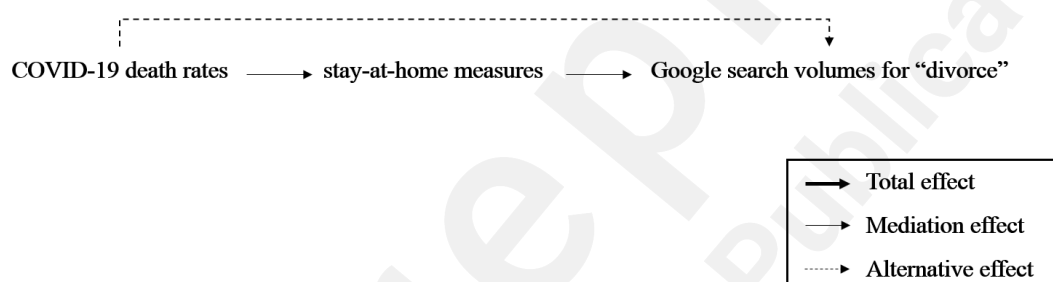 COVID-19 death rates stay-at-home measures Google search volumes for “divorce”
Total effect
Mediation effect
Alternative effect